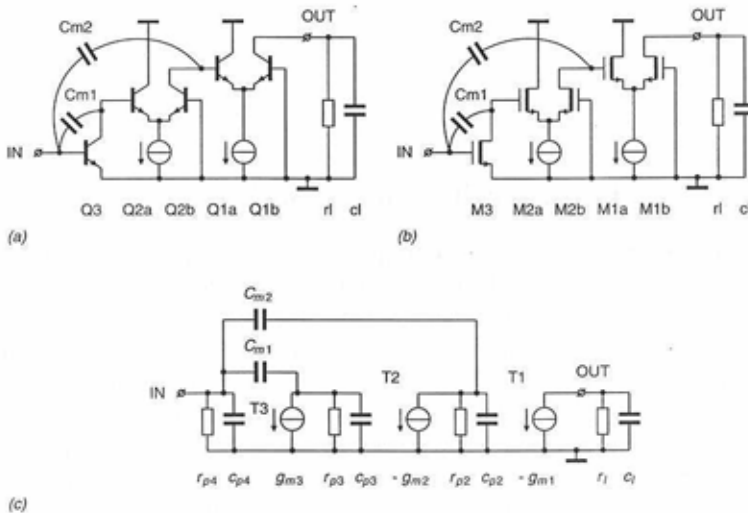 OUT
Cm2
Cm1
IN
Q3 Q2a Q2b Q1a Q1b rl cl
(a)
OUT
Cm2
Cm1
IN
M3 M2a M2b M1a M1b rl cl
(b)
Cm2
Cm1
IN T3 T2 T1 OUT
rp4 cp4 gm3 rp3 cp3 - gm2 rp2 cp2 - gm1 rl cl
(c)